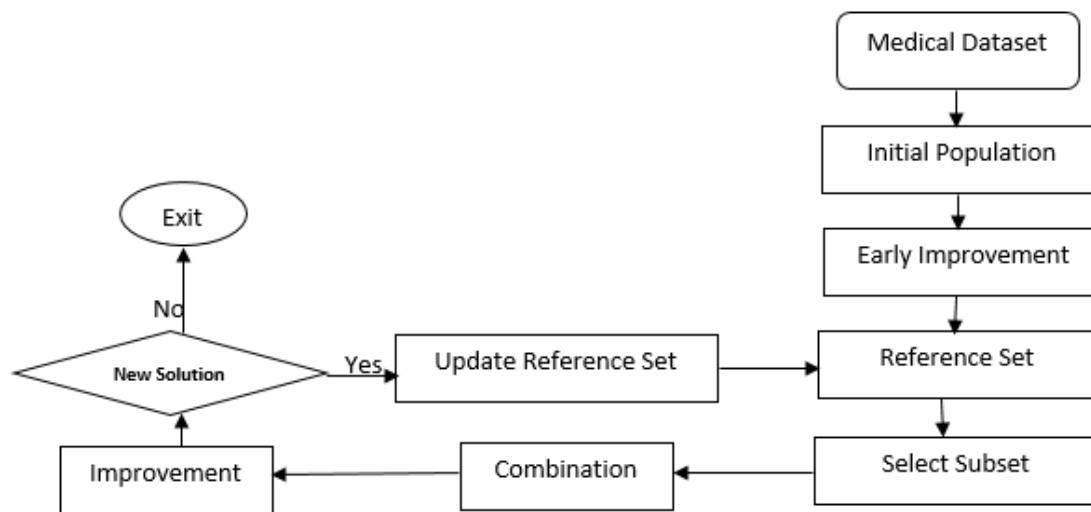 Medical Dataset
Initial Population
Exit
Early Improvement
No
New Solution
Yes
Update Reference Set
Reference Set
Improvement
Combination
Select Subset